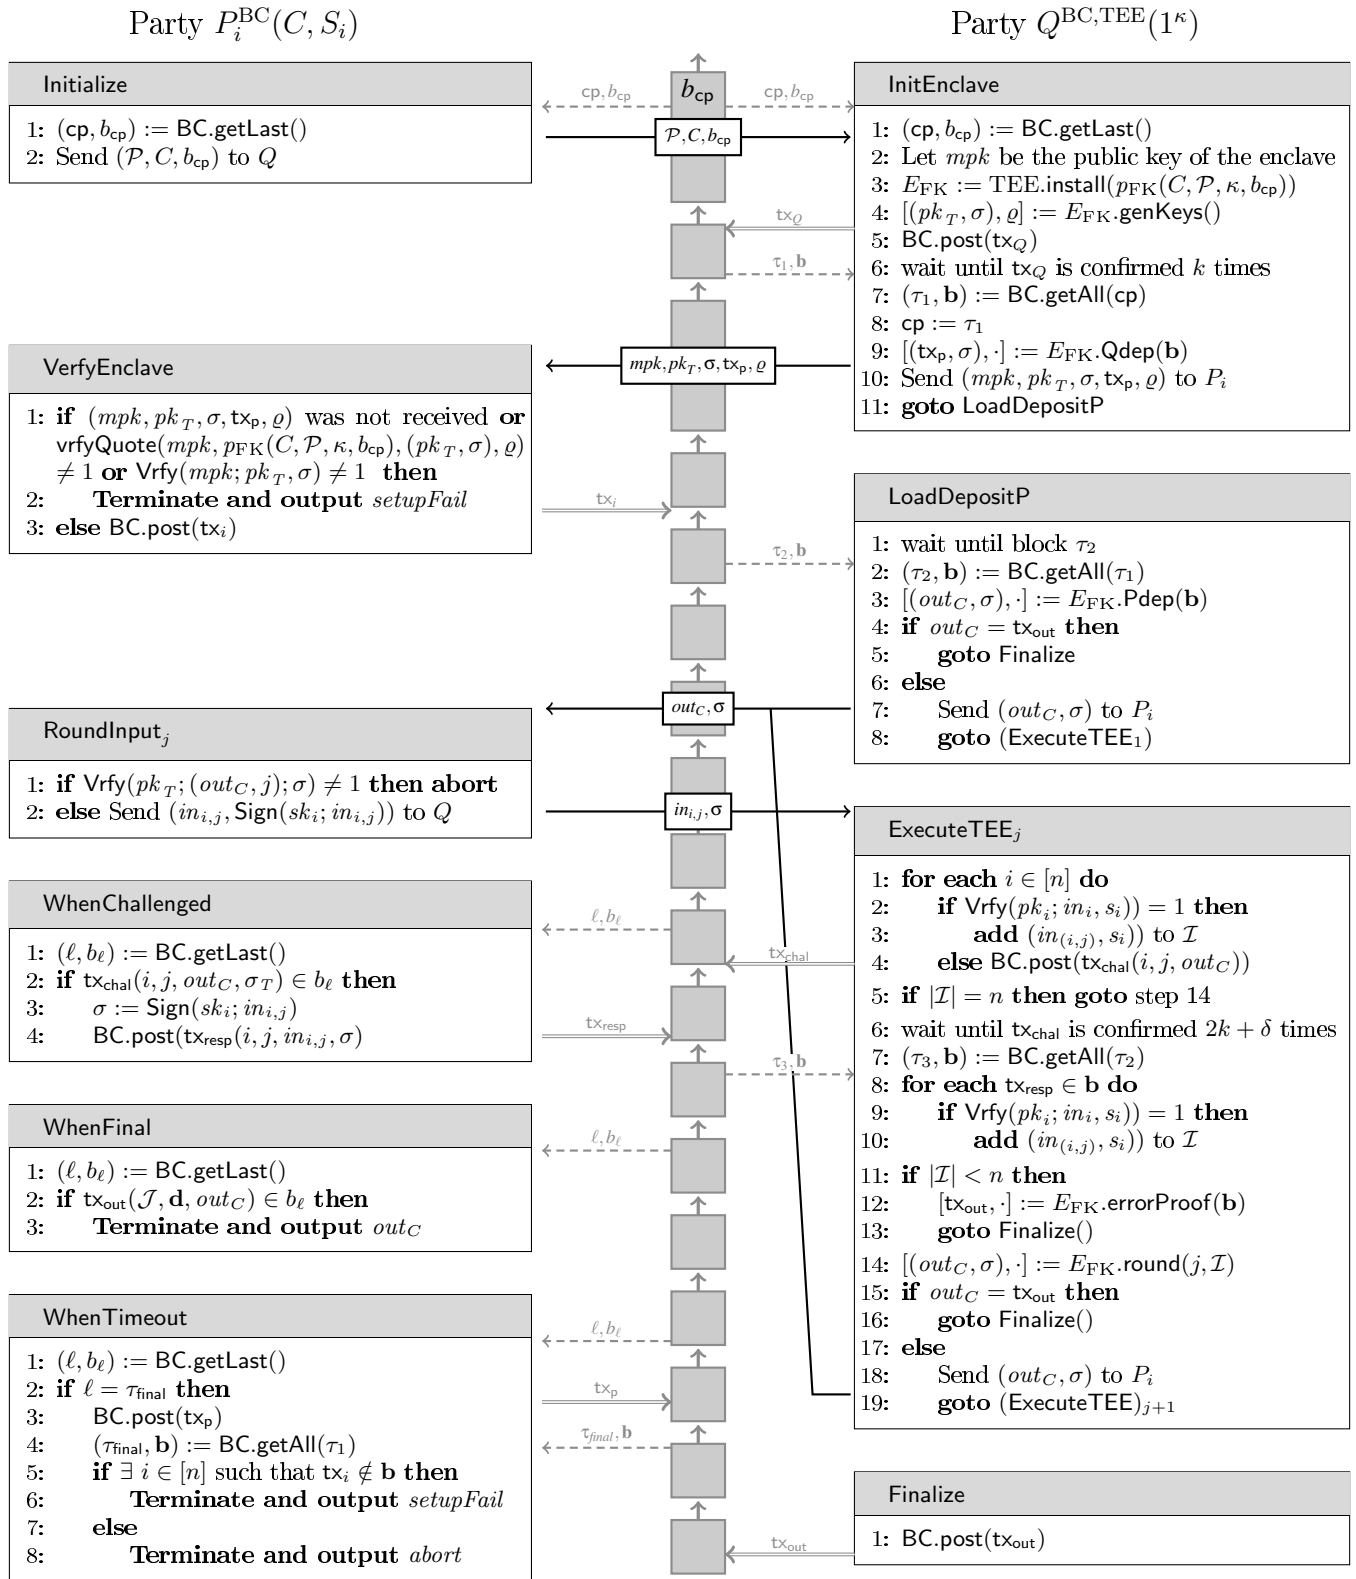 Party P_i^BC(C, S_i)
Initialize
1: (cp, b_cp) := BC.getLast()
2: Send (𝒫, C, b_cp) to Q
VerfyEnclave
1: if (mpk, pk_T, σ, tx_p, ϱ) was not received or
vrfyQuote(mpk, p_FK(C, 𝒫, κ, b_cp), (pk_T, σ), ϱ)
≠ 1 or Vrfy(mpk; pk_T, σ) ≠ 1 then
2: Terminate and output setupFail
3: else BC.post(tx_i)
RoundInput_j
1: if Vrfy(pk_T; (out_C, j); σ) ≠ 1 then abort
2: else Send (in_{i,j}, Sign(sk_i; in_{i,j})) to Q
WhenChallenged
1: (ℓ, b_ℓ) := BC.getLast()
2: if tx_chal(i, j, out_C, σ_T) ∈ b_ℓ then
3: σ := Sign(sk_i; in_{i,j})
4: BC.post(tx_resp(i, j, in_{i,j}, σ)
WhenFinal
1: (ℓ, b_ℓ) := BC.getLast()
2: if tx_out(𝒥, d, out_C) ∈ b_ℓ then
3: Terminate and output out_C
WhenTimeout
1: (ℓ, b_ℓ) := BC.getLast()
2: if ℓ = τ_final then
3: BC.post(tx_p)
4: (τ_final, b) := BC.getAll(τ_1)
5: if ∃ i ∈ [n] such that tx_i ∉ b then
6: Terminate and output setupFail
7: else
8: Terminate and output abort
cp, b_cp
b_cp
cp, b_cp
𝒫, C, b_cp
tx_Q
τ_1, b
mpk, pk_T, σ, tx_p, ϱ
tx_i
τ_2, b
out_C, σ
in_{i,j}, σ
ℓ, b_ℓ
tx_chal
tx_resp
τ_3, b
ℓ, b_ℓ
ℓ, b_ℓ
tx_p
τ_final, b
tx_out
Party Q^BC,TEE(1^κ)
InitEnclave
1: (cp, b_cp) := BC.getLast()
2: Let mpk be the public key of the enclave
3: E_FK := TEE.install(p_FK(C, 𝒫, κ, b_cp))
4: [(pk_T, σ), ϱ] := E_FK.genKeys()
5: BC.post(tx_Q)
6: wait until tx_Q is confirmed k times
7: (τ_1, b) := BC.getAll(cp)
8: cp := τ_1
9: [(tx_p, σ), ·] := E_FK.Qdep(b)
10: Send (mpk, pk_T, σ, tx_p, ϱ) to P_i
11: goto LoadDepositP
LoadDepositP
1: wait until block τ_2
2: (τ_2, b) := BC.getAll(τ_1)
3: [(out_C, σ), ·] := E_FK.Pdep(b)
4: if out_C = tx_out then
5: goto Finalize
6: else
7: Send (out_C, σ) to P_i
8: goto (ExecuteTEE_1)
ExecuteTEE_j
1: for each i ∈ [n] do
2: if Vrfy(pk_i; in_i, s_i)) = 1 then
3: add (in_(i,j), s_i)) to ℐ
4: else BC.post(tx_chal(i, j, out_C))
5: if |ℐ| = n then goto step 14
6: wait until tx_chal is confirmed 2k + δ times
7: (τ_3, b) := BC.getAll(τ_2)
8: for each tx_resp ∈ b do
9: if Vrfy(pk_i; in_i, s_i)) = 1 then
10: add (in_(i,j), s_i)) to ℐ
11: if |ℐ| < n then
12: [tx_out, ·] := E_FK.errorProof(b)
13: goto Finalize()
14: [(out_C, σ), ·] := E_FK.round(j, ℐ)
15: if out_C = tx_out then
16: goto Finalize()
17: else
18: Send (out_C, σ) to P_i
19: goto (ExecuteTEE)_{j+1}
Finalize
1: BC.post(tx_out)